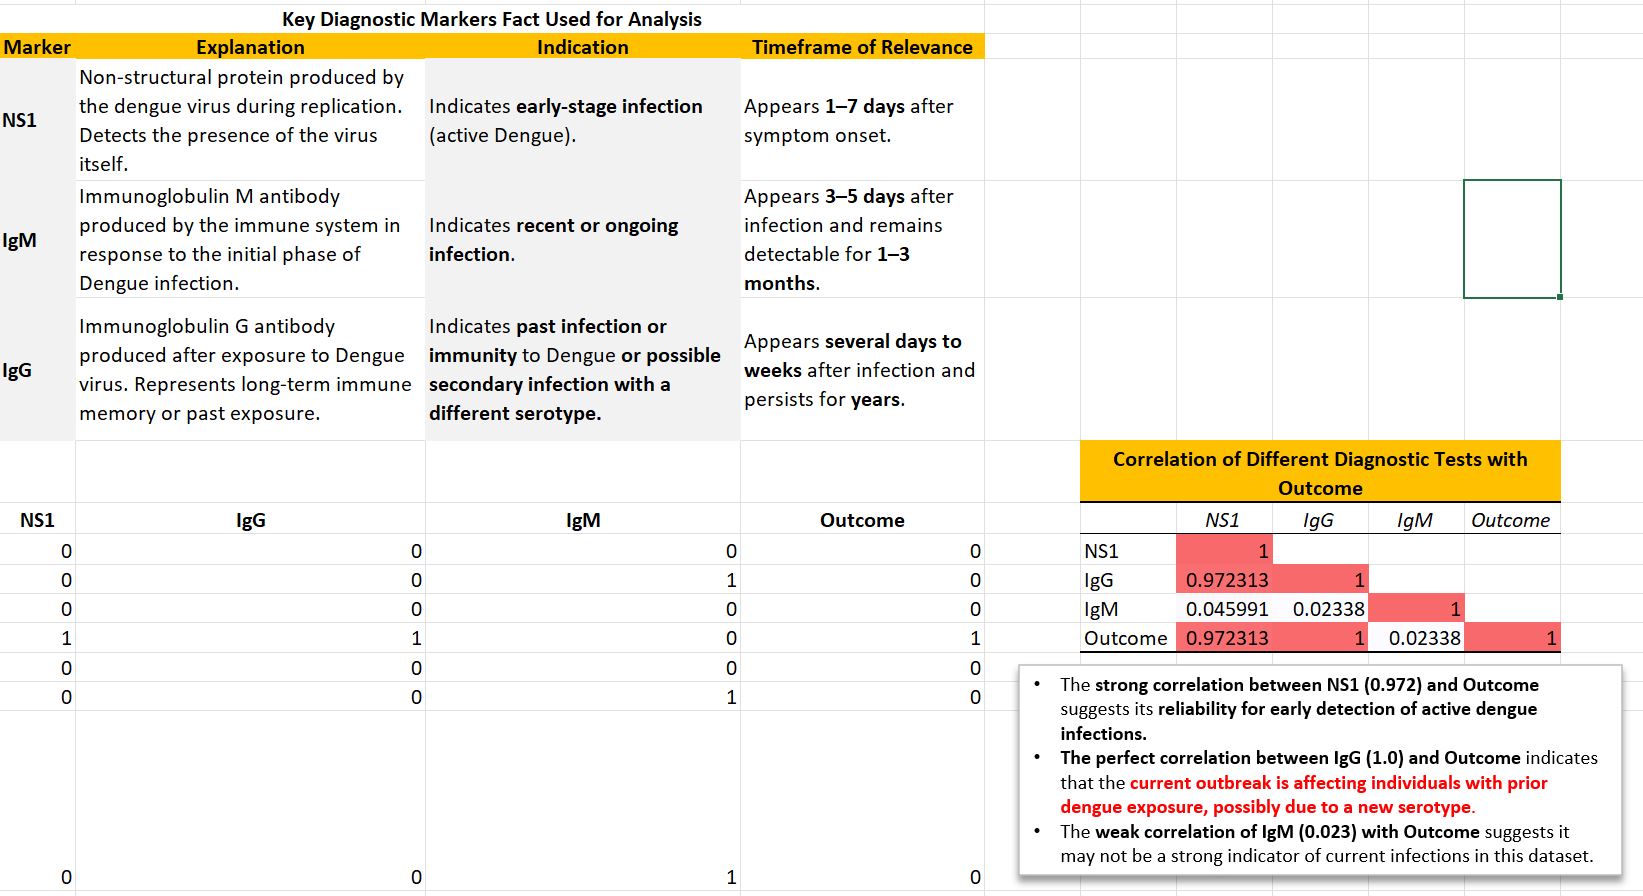 Key Diagnostic Markers Fact Used for Analysis
Marker Explanation Indication Timeframe of Relevance
NS1
Non-structural protein produced by
the dengue virus during replication.
Detects the presence of the virus
itself.
Indicates early-stage infection
(active Dengue).
Appears 1–7 days after
symptom onset.
IgM
Immunoglobulin M antibody
produced by the immune system in
response to the initial phase of
Dengue infection.
Indicates recent or ongoing
infection.
Appears 3–5 days after
infection and remains
detectable for 1–3
months.
IgG
Immunoglobulin G antibody
produced after exposure to Dengue
virus. Represents long-term immune
memory or past exposure.
Indicates past infection or
immunity to Dengue or possible
secondary infection with a
different serotype.
Appears several days to
weeks after infection and
persists for years.
NS1 IgG IgM Outcome
0 0 0 0
0 0 1 0
0 0 0 0
1 1 0 1
0 0 0 0
0 0 1 0
0 0 1 0
Correlation of Different Diagnostic Tests with
Outcome
NS1 IgG IgM Outcome
NS1 1
IgG 0.972313 1
IgM 0.045991 0.02338 1
Outcome 0.972313 1 0.02338 1
• The strong correlation between NS1 (0.972) and Outcome
suggests its reliability for early detection of active dengue
infections.
• The perfect correlation between IgG (1.0) and Outcome indicates
that the current outbreak is affecting individuals with prior
dengue exposure, possibly due to a new serotype.
• The weak correlation of IgM (0.023) with Outcome suggests it
may not be a strong indicator of current infections in this dataset.